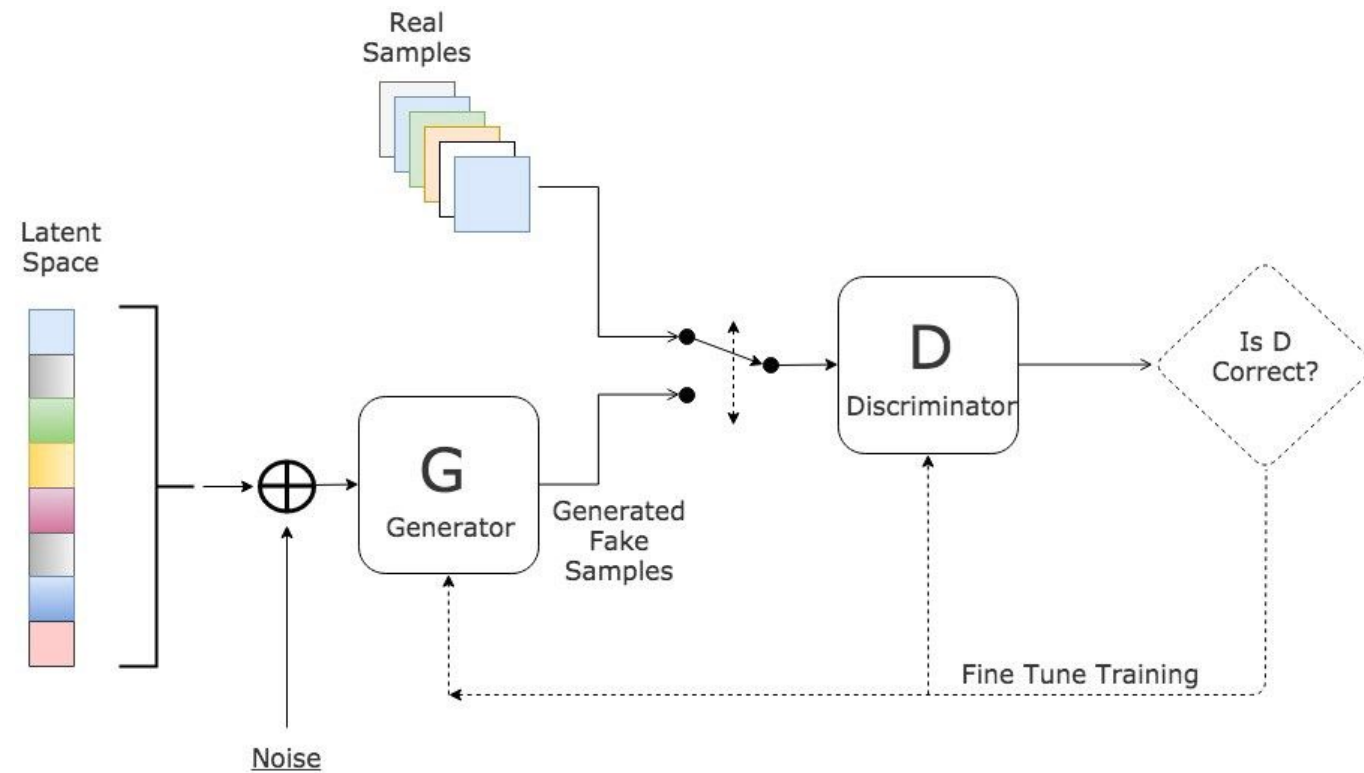 Real
Samples
Latent
Space
G
Generator
Generated
Fake
Samples
D
Discriminator
Is D
Correct?
Fine Tune Training
Noise